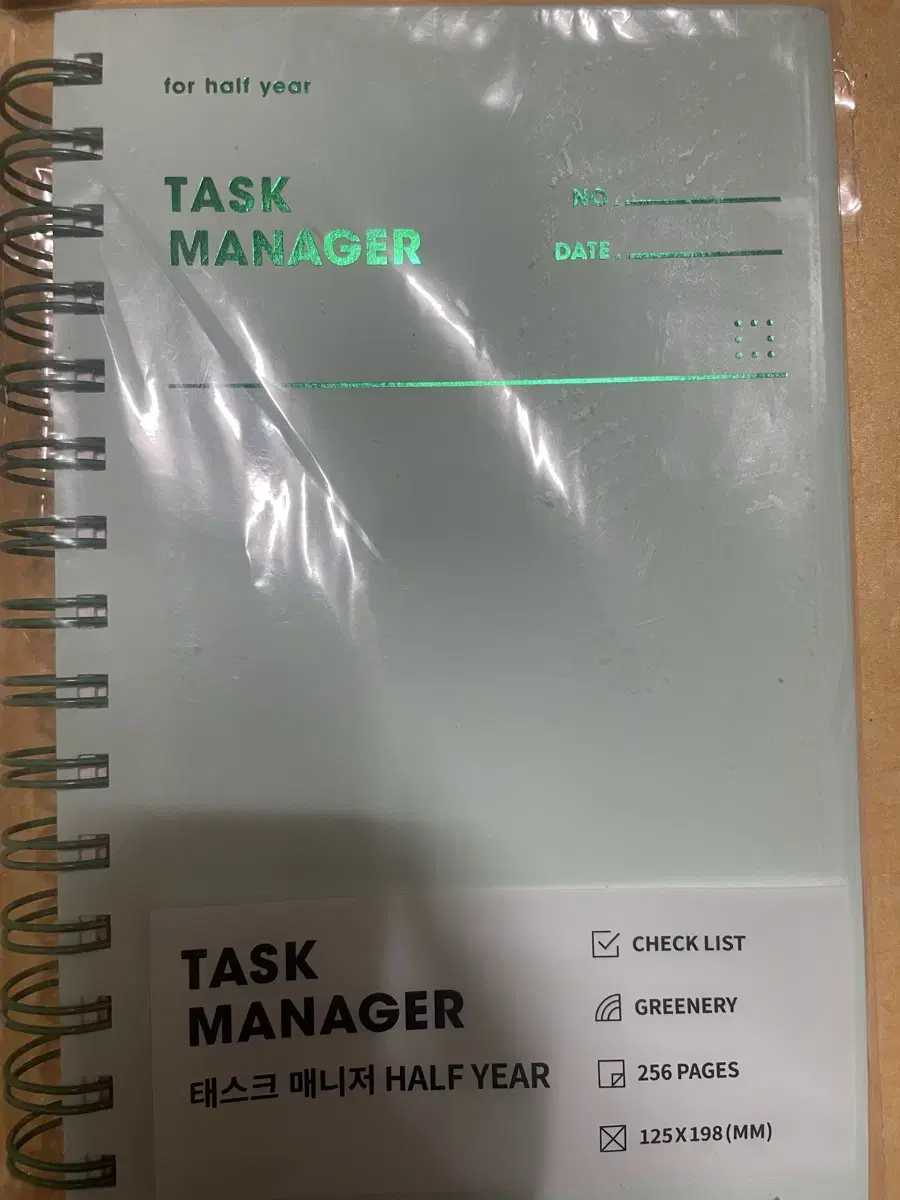 for half year
TASK
MANAGER
NO.
DATE.
TASK
MANAGER
태스크 매니저 HALF YEAR
CHECK LIST
GREENERY
256 PAGES
125X198(MM)